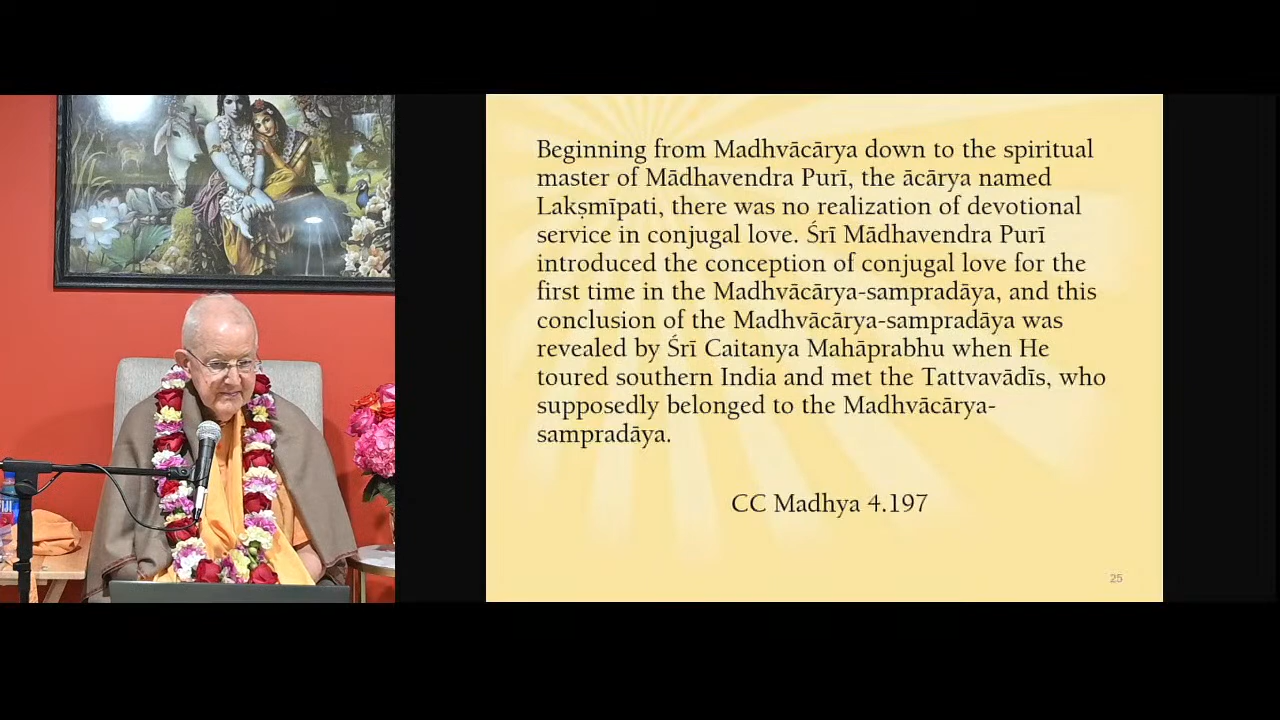 Beginning from Madhvācārya down to the spiritual
master of Mādhavendra Purī, the ācārya named
Lakṣmīpati, there was no realization of devotional
service in conjugal love. Śrī Mādhavendra Purī
introduced the conception of conjugal love for the
first time in the Madhvācārya-sampradāya, and this
conclusion of the Madhvācārya-sampradāya was
revealed by Śrī Caitanya Mahāprabhu when He
toured southern India and met the Tattvavādīs, who
supposedly belonged to the Madhvācārya-
sampradāya.
CC Madhya 4.197
25